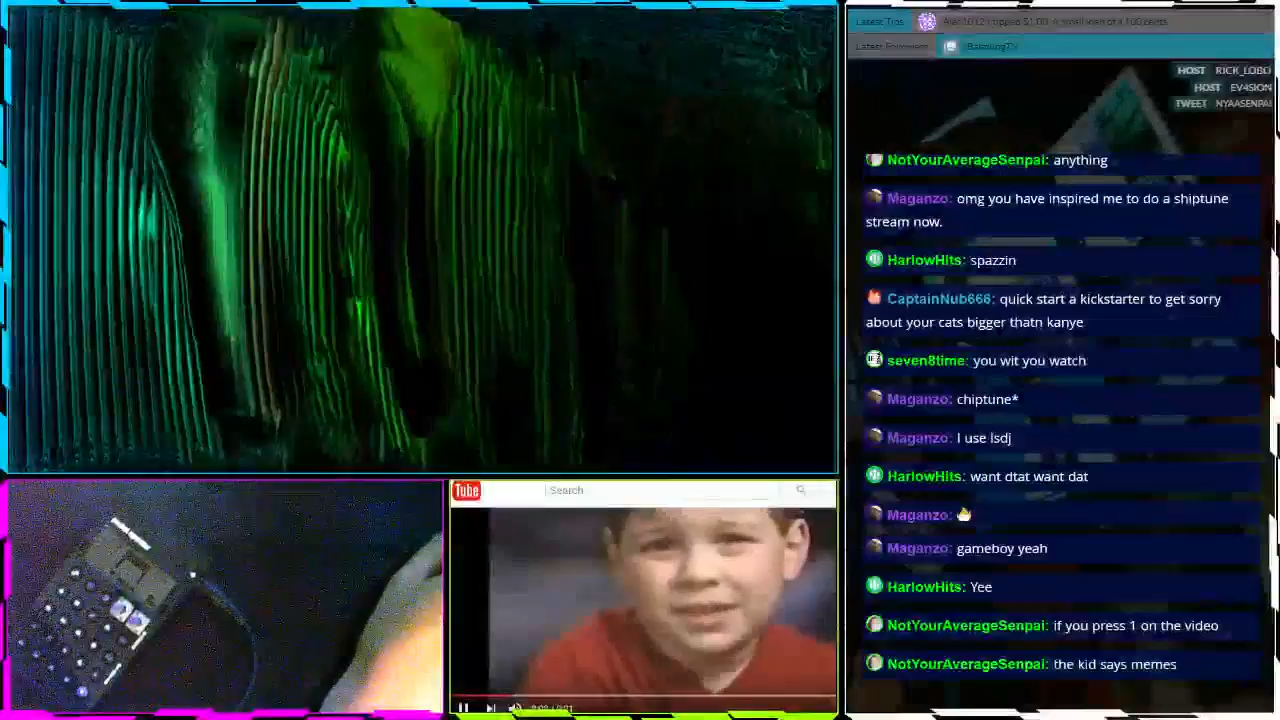 Latest Tips
HOST RICK_LOBO
HOST EV4SION
TWEET NYAASENPAI
NotYourAverageSenpai: anything
Maganzo: omg you have inspired me to do a shiptune
stream now.
HarlowHits: spazzin
CaptainNub666: quick start a kickstarter to get sorry
about your cats bigger thatn kanye
seven8time: you wit you watch
Maganzo: chiptune*
Maganzo: I use lsdj
HarlowHits: want dtat want dat
Maganzo:
Maganzo: gameboy yeah
HarlowHits: Yee
NotYourAverageSenpai: if you press 1 on the video
NotYourAverageSenpai: the kid says memes
Tube Search